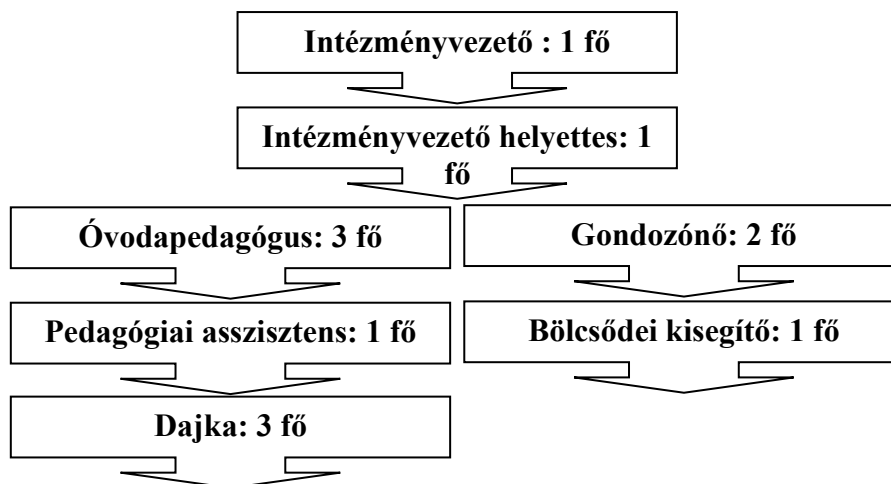 Intézményvezető : 1 fő
Intézményvezető helyettes: 1
fő
Óvodapedagógus: 3 fő
Gondozónő: 2 fő
Pedagógiai asszisztens: 1 fő
Bölcsődei kisegítő: 1 fő
Dajka: 3 fő